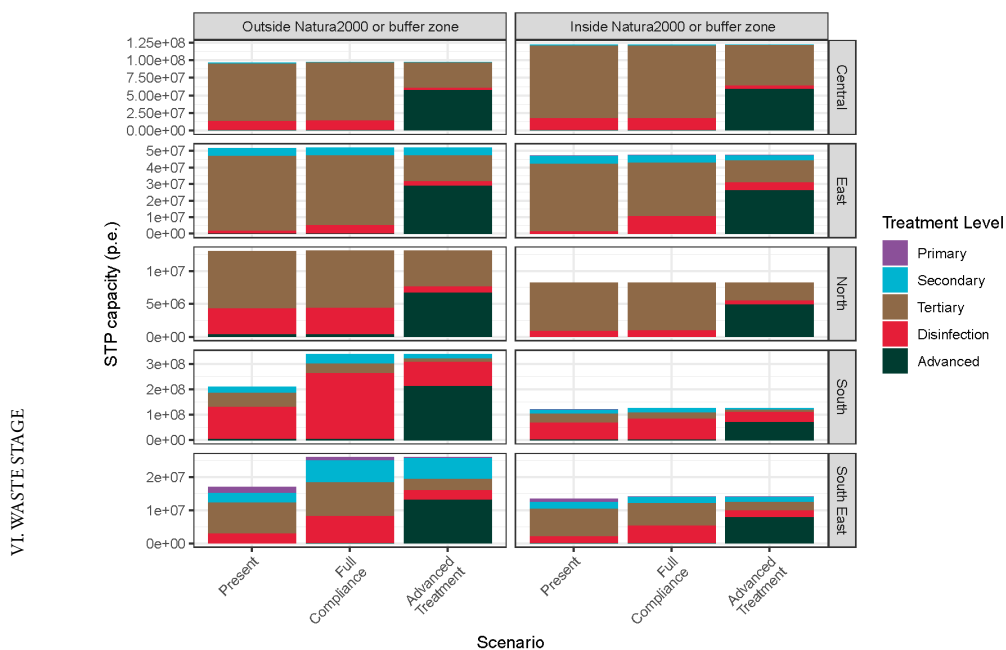 Outside Natura2000 or buffer zone
Inside Natura2000 or buffer zone
1.25e+08
1.00e+08
7.50e+07
5.00e+07
2.50e+07
0.00e+00
Central
5e+07
4e+07
3e+07
2e+07
1e+07
0e+00
East
1e+07
5e+06
0e+00
North
3e+08
2e+08
1e+08
0e+00
South
2e+07
1e+07
0e+00
South East
STP capacity (p.e.)
Present
Full
Compliance
Advanced
Treatment
Present
Full
Compliance
Advanced
Treatment
Scenario
Treatment Level
Primary
Secondary
Tertiary
Disinfection
Advanced
VI. WASTE STAGE